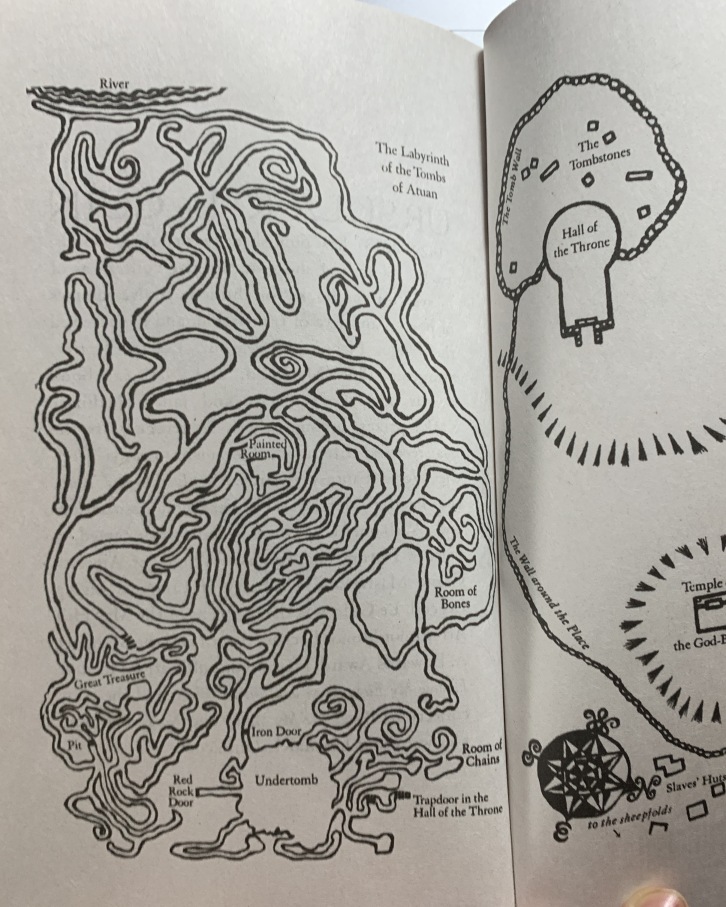 River
The Labyrinth
of the Tombs
of Atuan
Painted
Room
Room of
Bones
Great Treasure
Pit
Iron Door
Red
Rock
Door
Undertomb
Room of
Chains
Trapdoor in the
Hall of the Throne
The Tomb Wall
The
Tombstones
Hall of
the Throne
The Wall around the Place
Temple
the God-
Slaves' Huts
to the sheepfolds